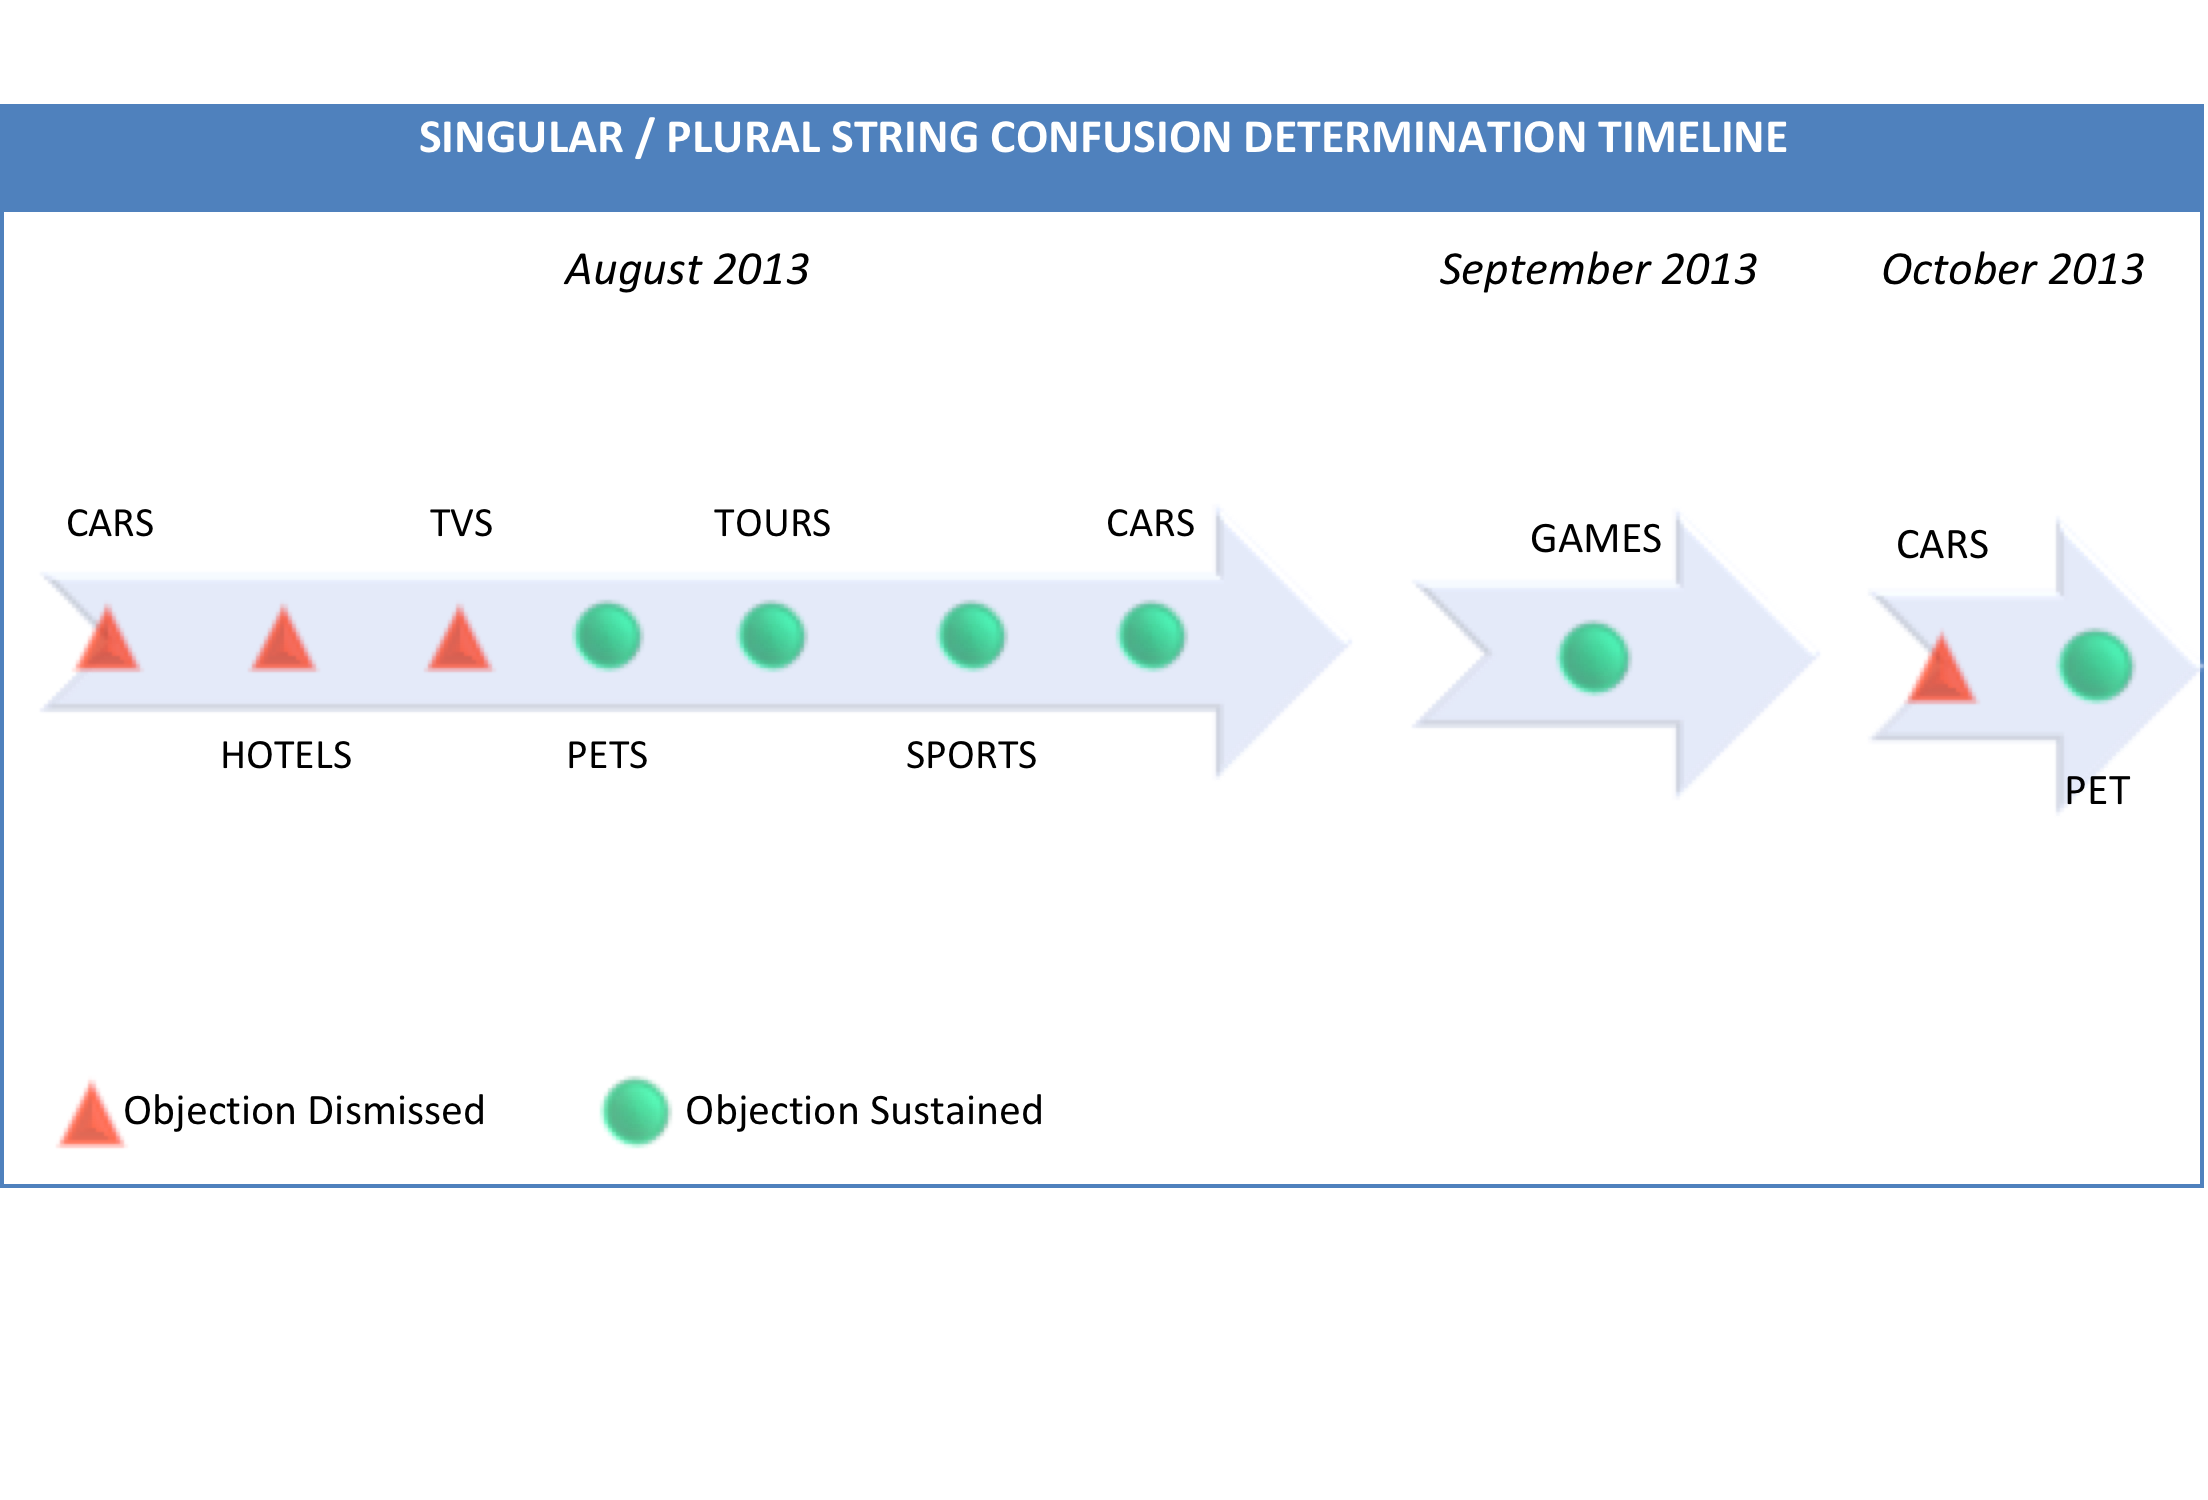 SINGULAR / PLURAL STRING CONFUSION DETERMINATION TIMELINE
August 2013 September 2013 October 2013
CARS TVS TOURS CARS GAMES CARS
HOTELS PETS SPORTS PET
Objection Dismissed Objection Sustained